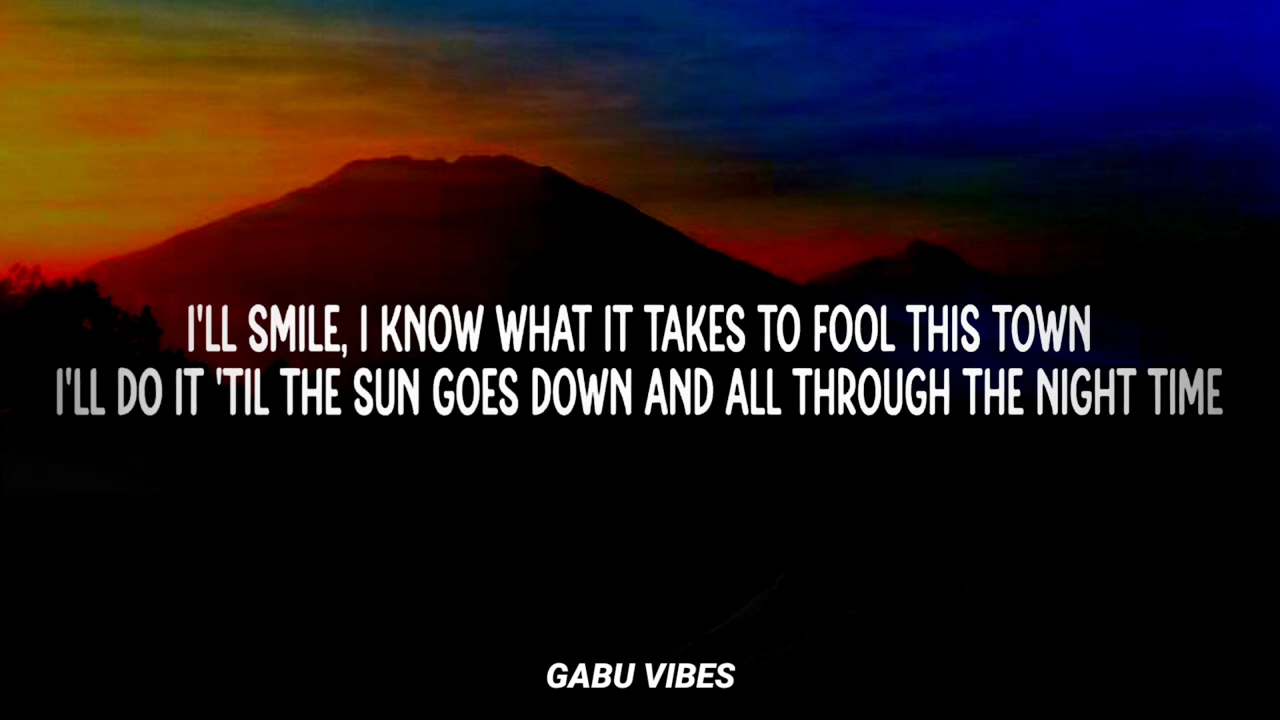 I'LL SMILE, I KNOW WHAT IT TAKES TO FOOL THIS TOWN
I'LL DO IT 'TIL THE SUN GOES DOWN AND ALL THROUGH THE NIGHT TIME
GABU VIBES